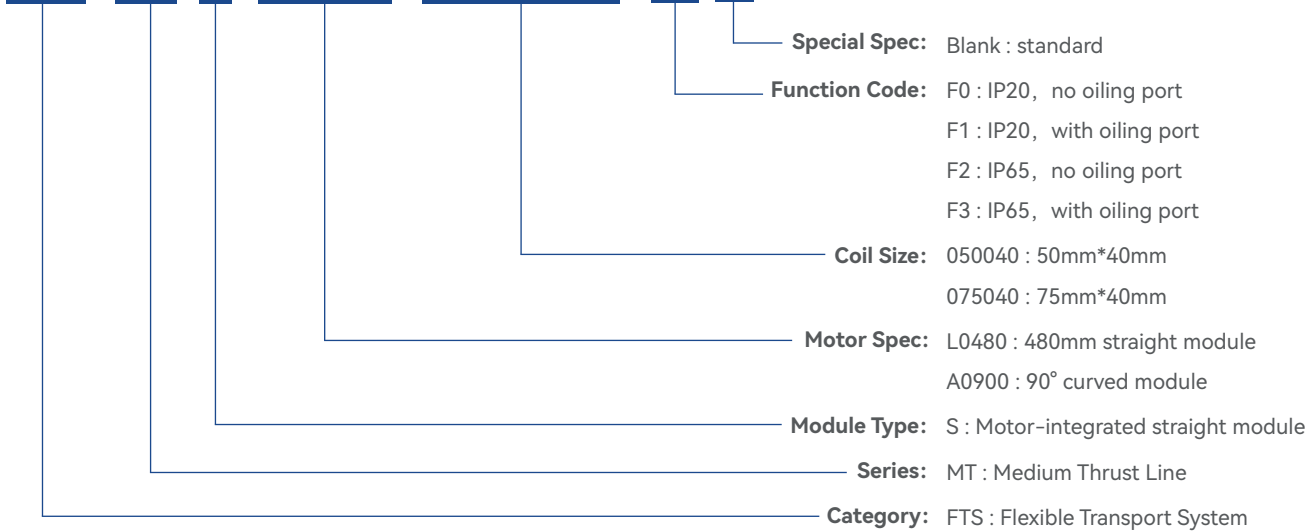 Special Spec: Blank : standard
Function Code: F0 : IP20, no oiling port
F1 : IP20, with oiling port
F2 : IP65, no oiling port
F3 : IP65, with oiling port
Coil Size: 050040 : 50mm*40mm
075040 : 75mm*40mm
Motor Spec: L0480 : 480mm straight module
A0900 : 90° curved module
Module Type: S : Motor-integrated straight module
Series: MT : Medium Thrust Line
Category: FTS : Flexible Transport System